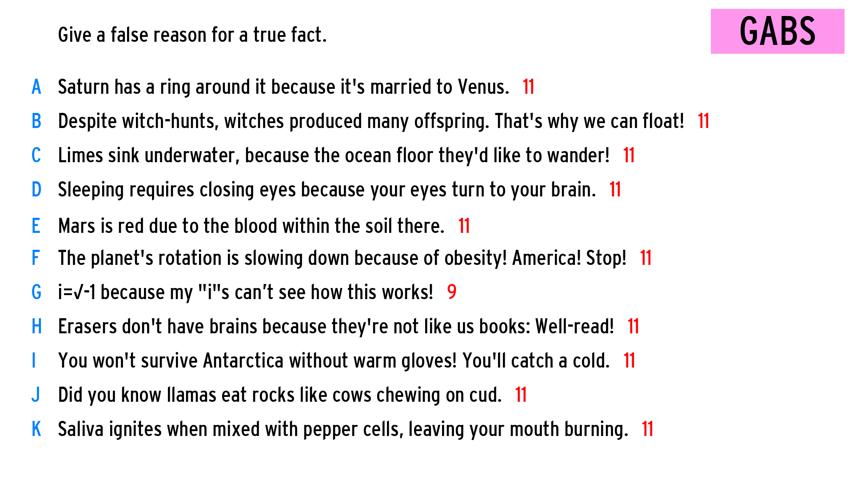 Give a false reason for a true fact.
GABS
A Saturn has a ring around it because it's married to Venus. 11
B Despite witch-hunts, witches produced many offspring. That's why we can float! 11
C Limes sink underwater, because the ocean floor they'd like to wander! 11
D Sleeping requires closing eyes because your eyes turn to your brain. 11
E Mars is red due to the blood within the soil there. 11
F The planet's rotation is slowing down because of obesity! America! Stop! 11
G i=√-1 because my "i"s can’t see how this works! 9
H Erasers don't have brains because they're not like us books: Well-read! 11
I You won't survive Antarctica without warm gloves! You'll catch a cold. 11
J Did you know llamas eat rocks like cows chewing on cud. 11
K Saliva ignites when mixed with pepper cells, leaving your mouth burning. 11